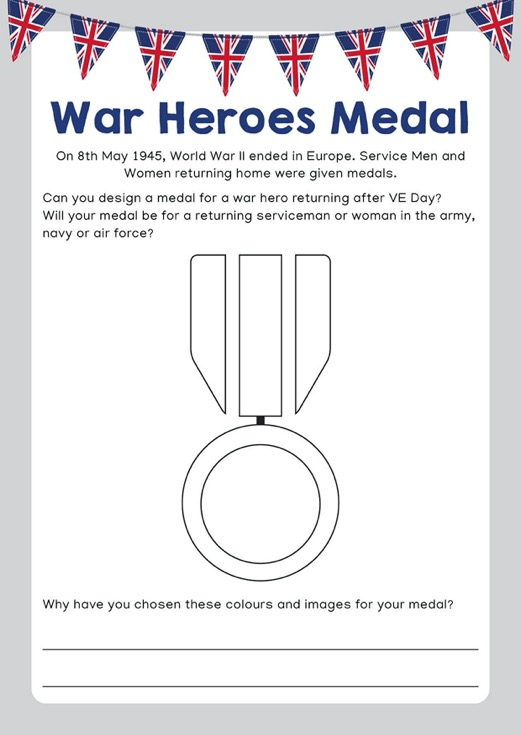 War Heroes Medal
On 8th May 1945, World War II ended in Europe. Service Men and
Women returning home were given medals.
Can you design a medal for a war hero returning after VE Day?
Will your medal be for a returning serviceman or woman in the army,
navy or air force?
Why have you chosen these colours and images for your medal?